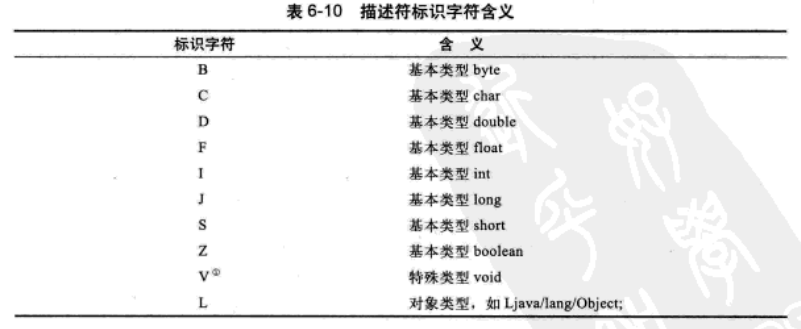 表 6-10 描述符标识字符含义
标识字符 含 义
B 基本类型 byte
C 基本类型 char
D 基本类型 double
F 基本类型 float
I 基本类型 int
J 基本类型 long
S 基本类型 short
Z 基本类型 boolean
V① 特殊类型 void
L 对象类型，如 Ljava/lang/Object;